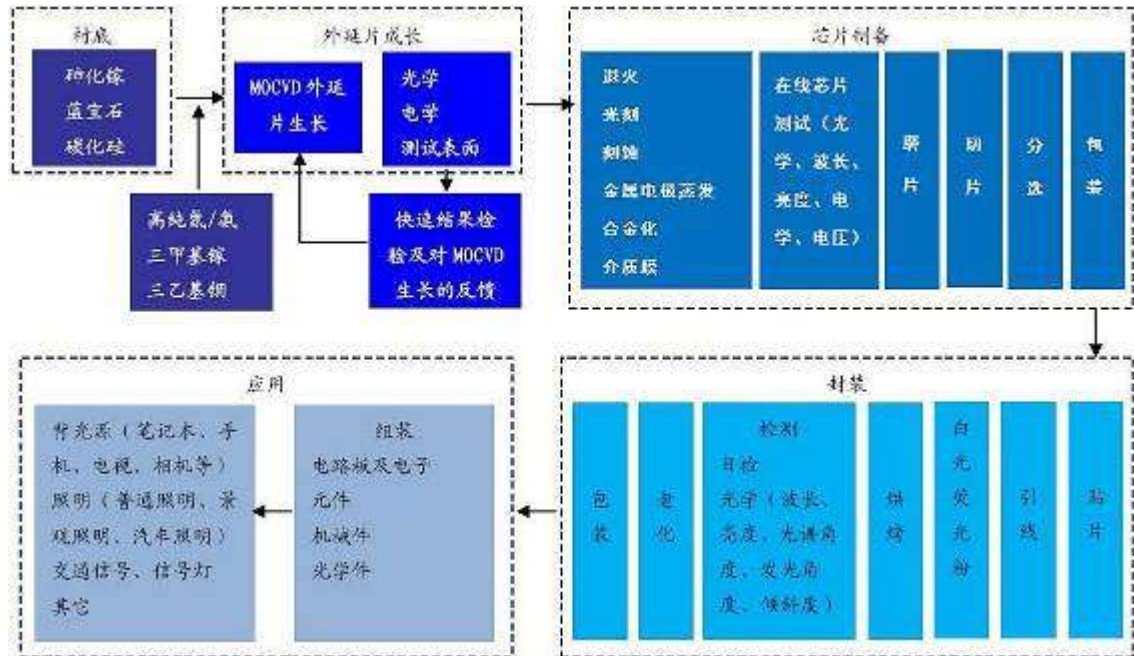 衬底
砷化镓
蓝宝石
碳化硅
外延片成长
MOCVD 外延
片生长
光学
电学
测试表面
高纯氮/氨
三甲基镓
三乙基铟
快速结果检
验及对 MOCVD
生长的反馈
芯片制备
退火
光刻
刻蚀
金属电极蒸发
合金化
介质膜
在线芯片
测试（光
学、波长、
亮度、电
学、电压）
裂片
切片
分选
包装
封装
贴片
引线
白光荧光粉
烘烤
检测
目检
光学（波长、
亮度、光谱角
度、发光角
度、倾斜度）
老化
包装
应用
组装
电路板及电子
元件
机械件
光学件
背光源（笔记本、手
机、电视、相机等）
照明（普通照明、景
观照明、汽车照明）
交通信号、信号灯
其它